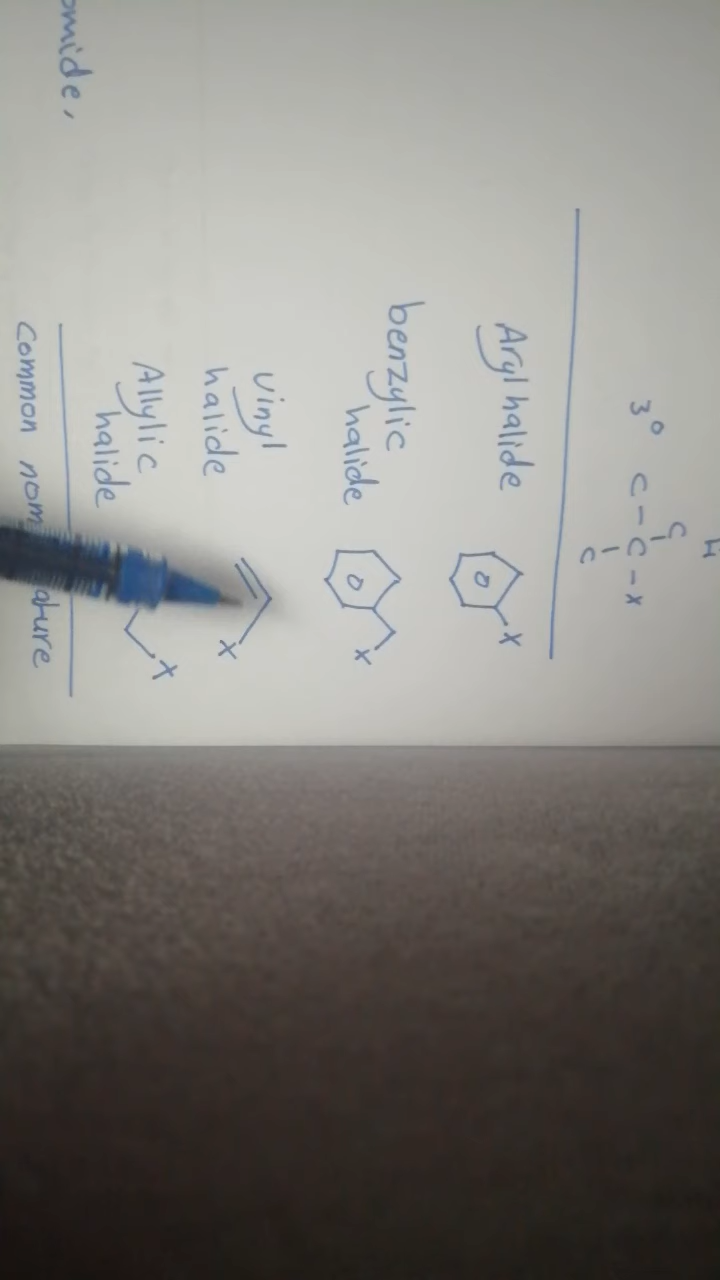 H
C
3° C - C - X
C
Aryl halide X
benzylic
halide X
vinyl
halide X
Allylic
halide X
omide,
common